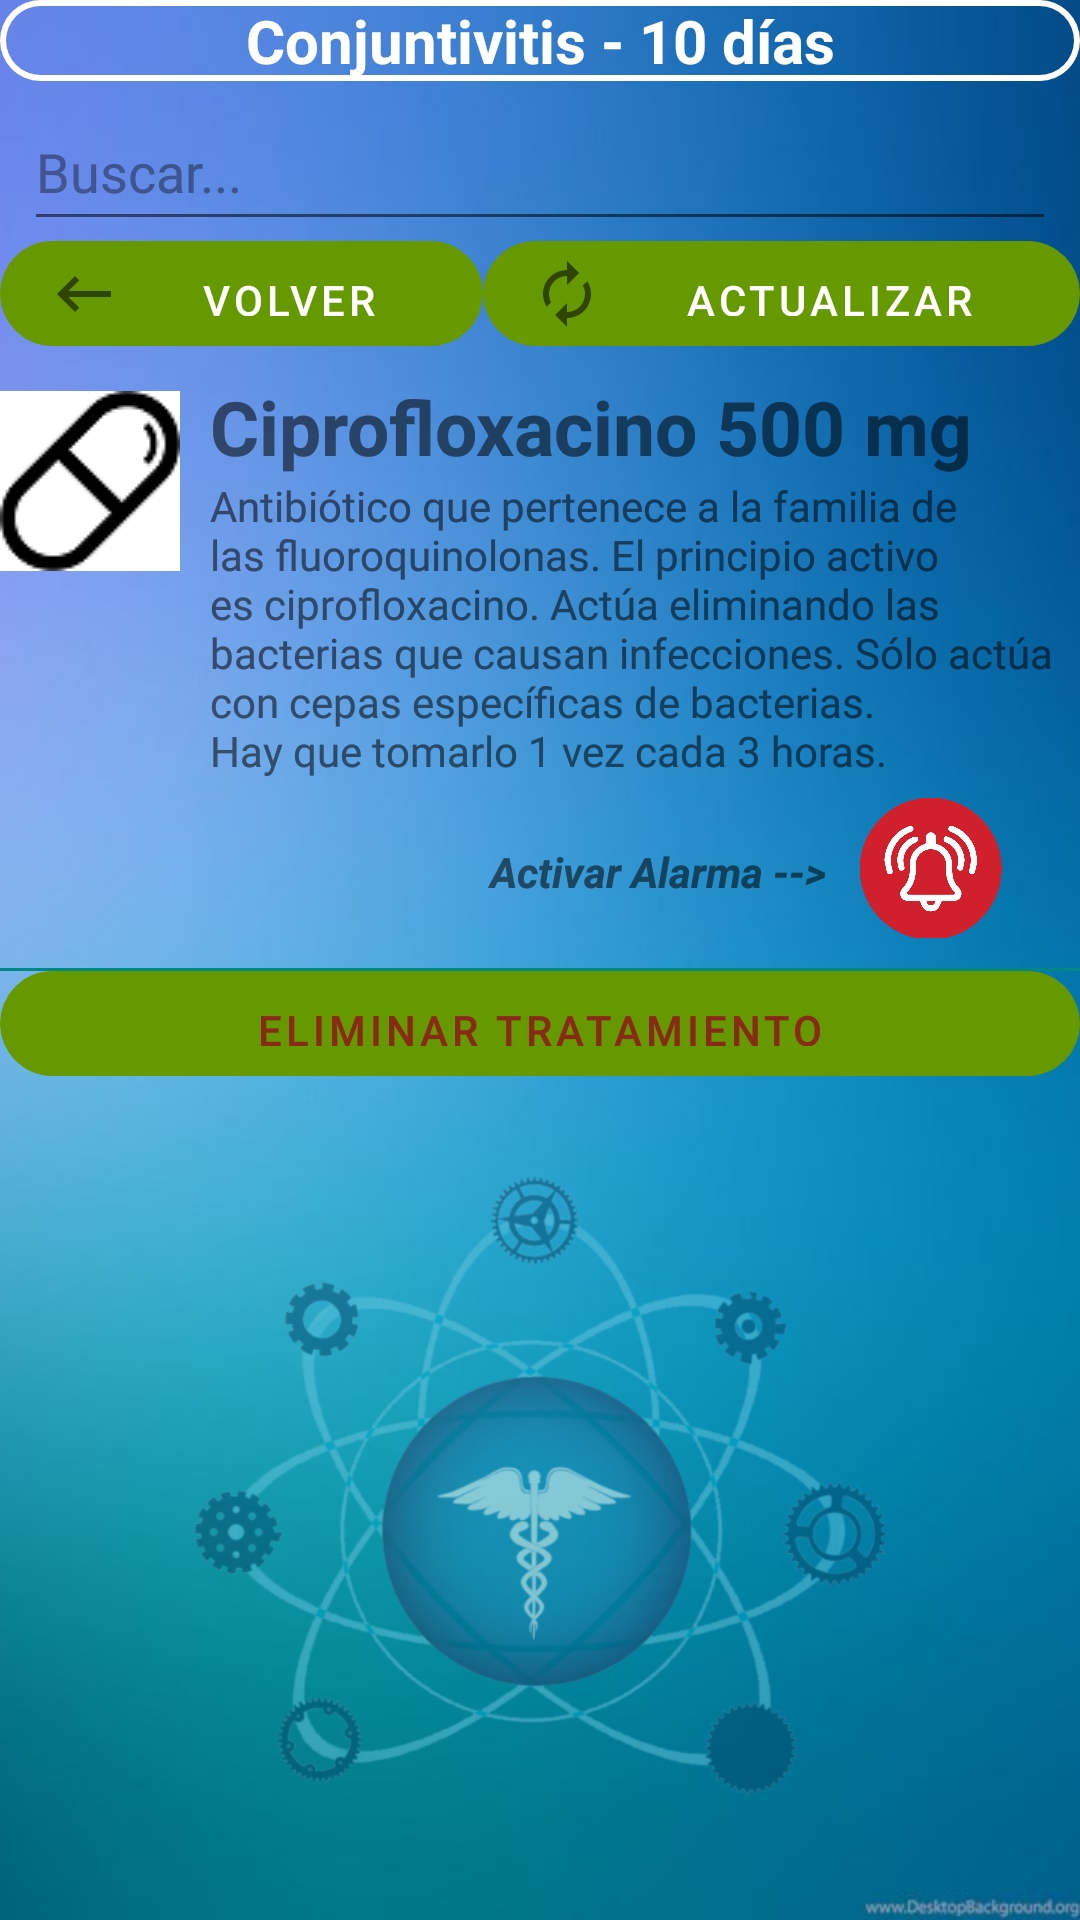 Conjuntivitis - 10 días
Buscar...
VOLVER
ACTUALIZAR
Ciprofloxacino 500 mg
Antibiótico que pertenece a la familia de
las fluoroquinolonas. El principio activo
es ciprofloxacino. Actúa eliminando las
bacterias que causan infecciones. Sólo actúa
con cepas específicas de bacterias.
Hay que tomarlo 1 vez cada 3 horas.
Activar Alarma -->
ELIMINAR TRATAMIENTO
www.DesktopBackground.org